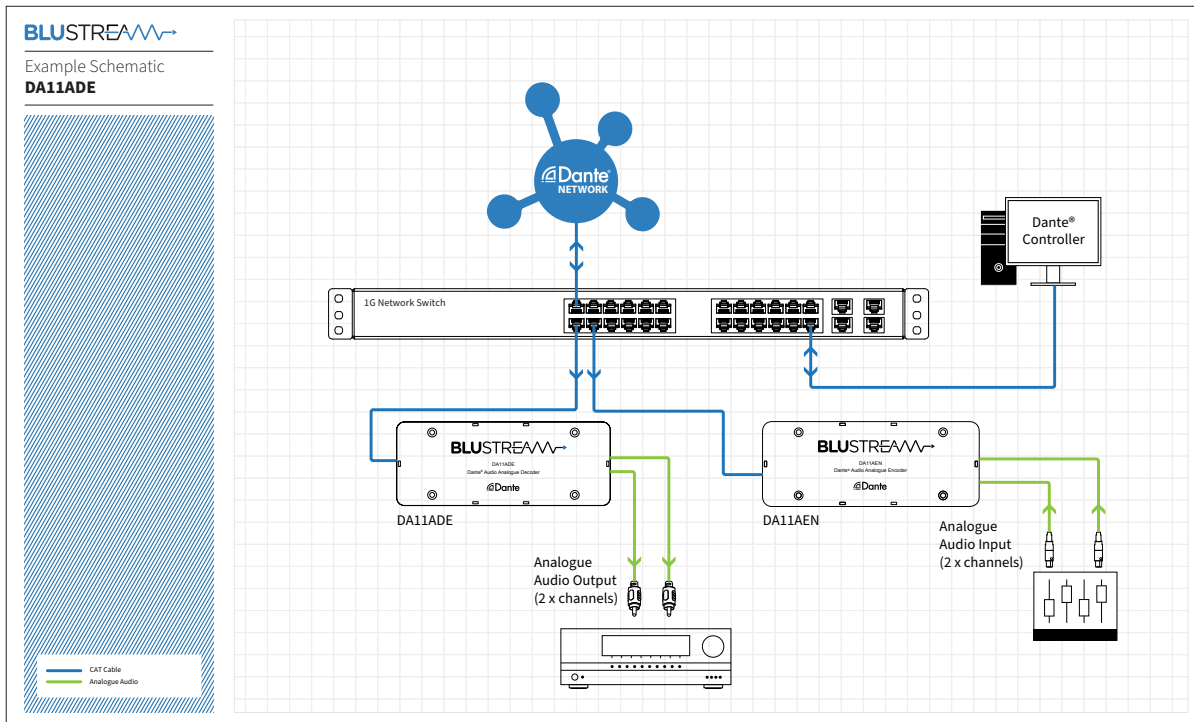 BLUSTREAM
Example Schematic
DA11ADE
Dante®
NETWORK
Dante®
Controller
1G Network Switch
BLUSTREAM
DA11ADE
Dante® Audio Analogue Decoder
Dante
DA11ADE
BLUSTREAM
DA11AEN
Dante® Audio Analogue Encoder
Dante
DA11AEN
Analogue
Audio Input
(2 x channels)
Analogue
Audio Output
(2 x channels)
CAT Cable
Analogue Audio